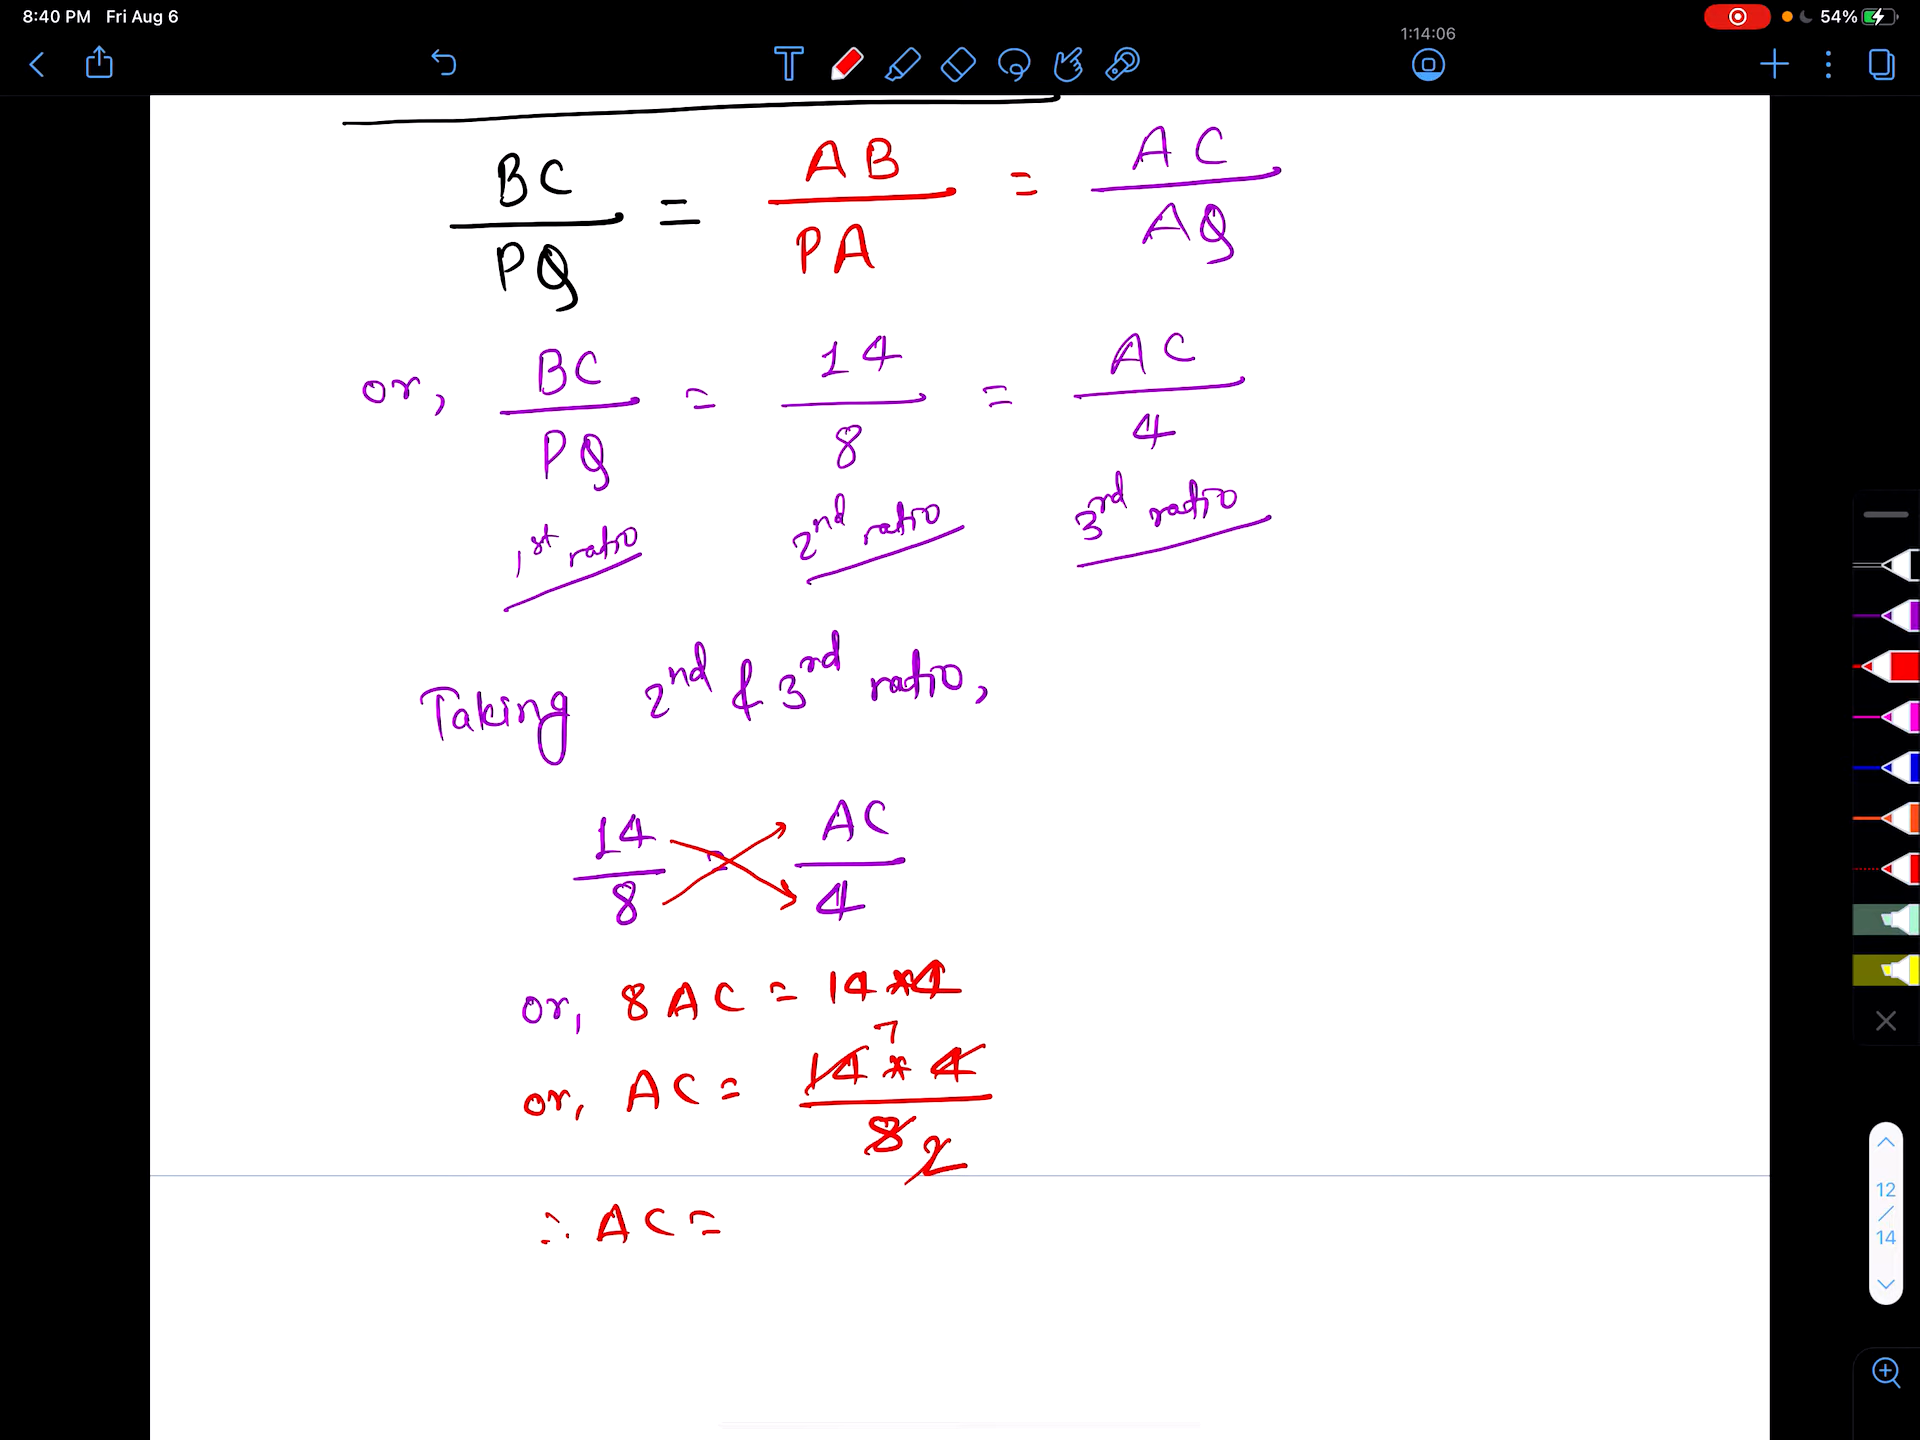 8:40 PM Fri Aug 6
54%
1:14:06
T
BC/PQ = AB/PA = AC/AQ
or, BC/PQ = 14/8 = AC/4
1st ratio 2nd ratio 3rd ratio
Taking 2nd & 3rd ratio,
14/8 = AC/4
or, 8 AC = 14 * 4
7
or, AC = 14 * 4 / 8 2
∴ AC =
12
/
14